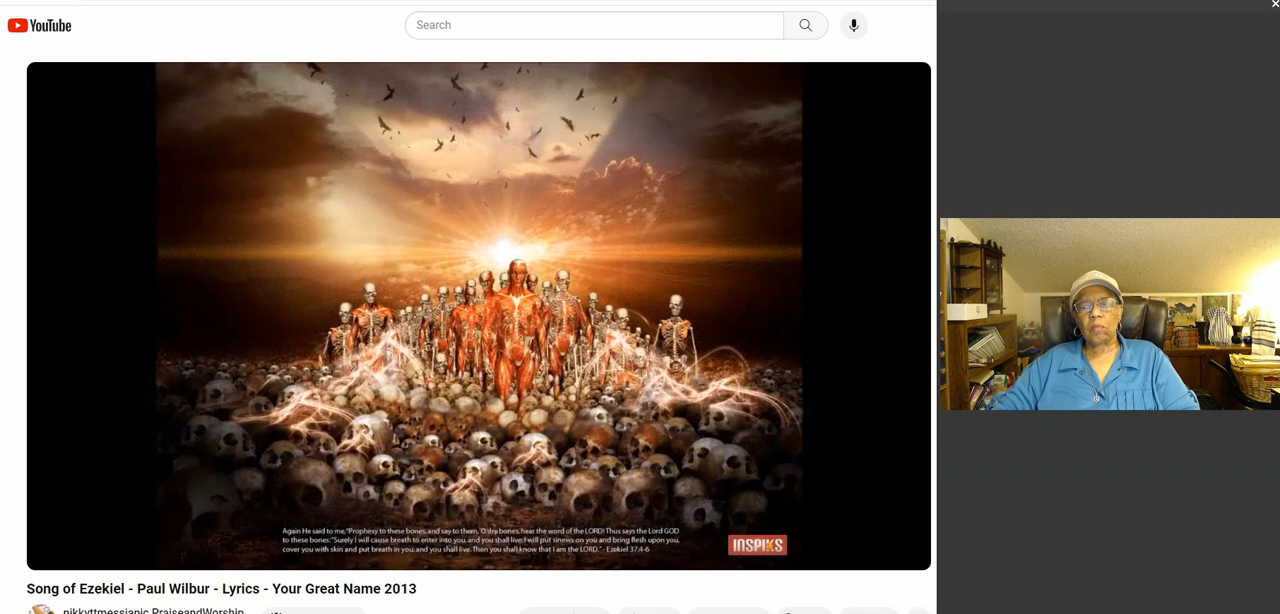 YouTube
Search
Again He said to me, "Prophesy to these bones, and say to them, 'O dry bones, hear the word of the LORD! Thus says the Lord GOD
to these bones: "Surely I will cause breath to enter into you, and you shall live. I will put sinews on you and bring flesh upon you,
cover you with skin and put breath in you; and you shall live. Then you shall know that I am the LORD." - Ezekiel 37:4-6
INSPIKS
Song of Ezekiel - Paul Wilbur - Lyrics - Your Great Name 2013
nikkyttmessianic PraiseandWorship